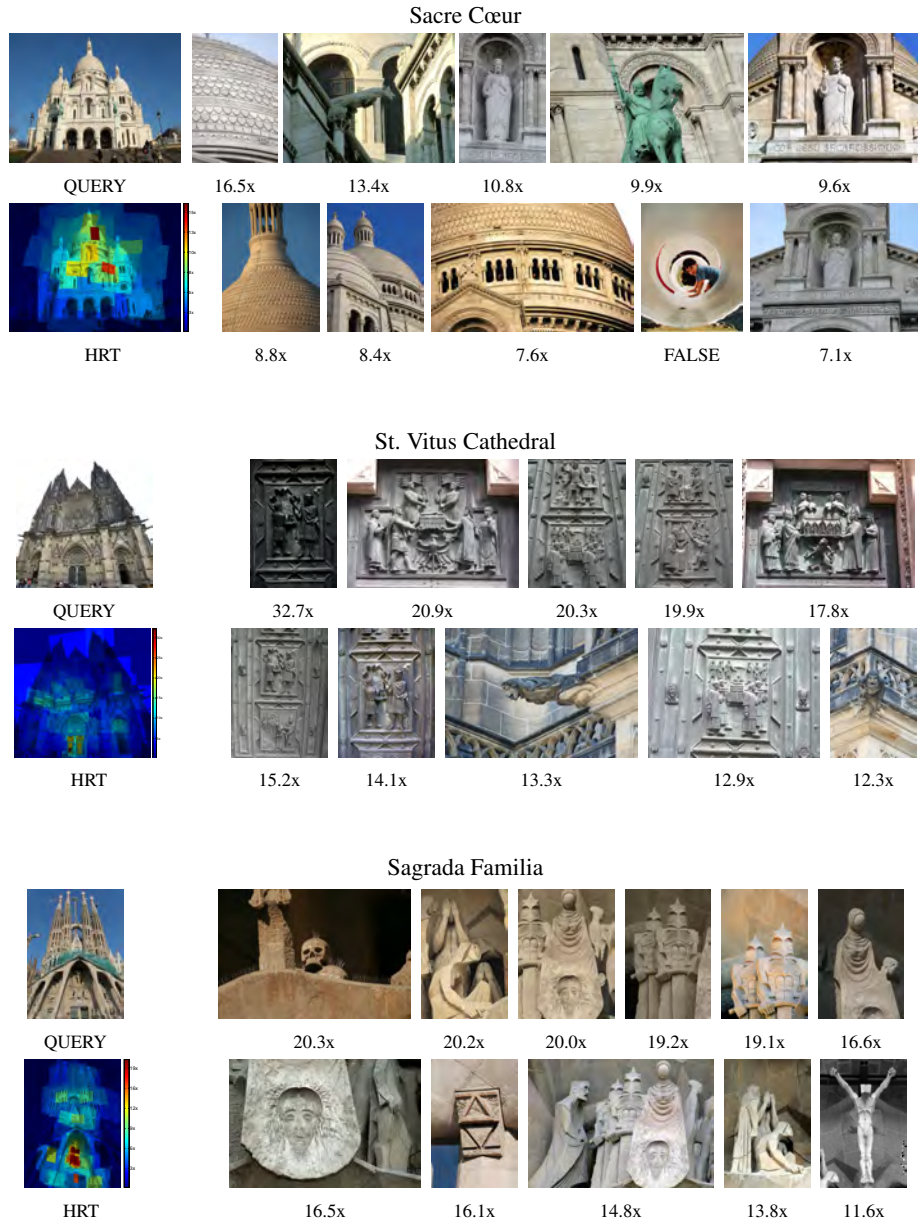 Sacre Cœur
QUERY 16.5x 13.4x 10.8x 9.9x 9.6x
HRT 8.8x 8.4x 7.6x FALSE 7.1x
St. Vitus Cathedral
QUERY 32.7x 20.9x 20.3x 19.9x 17.8x
HRT 15.2x 14.1x 13.3x 12.9x 12.3x
Sagrada Familia
QUERY 20.3x 20.2x 20.0x 19.2x 19.1x 16.6x
HRT 16.5x 16.1x 14.8x 13.8x 11.6x